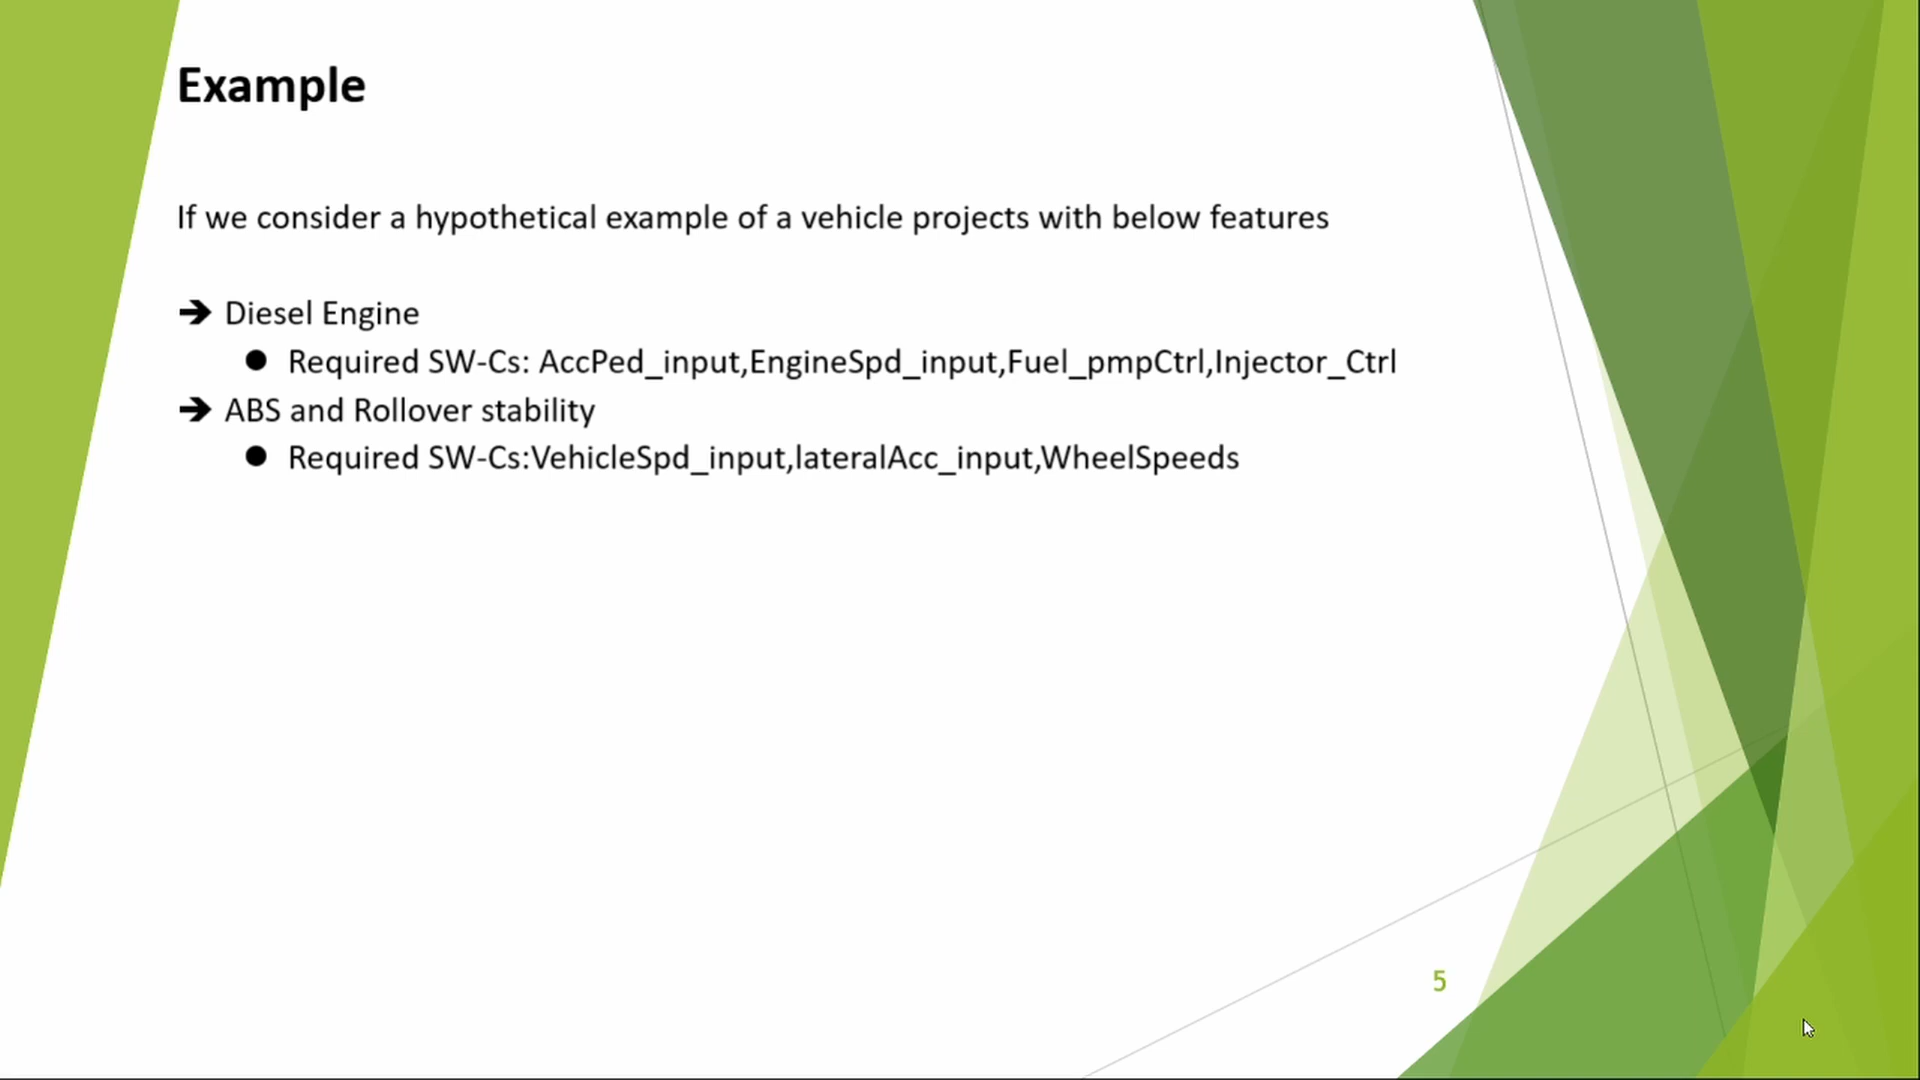 Example
If we consider a hypothetical example of a vehicle projects with below features
➔ Diesel Engine
● Required SW-Cs: AccPed_input,EngineSpd_input,Fuel_pmpCtrl,Injector_Ctrl
➔ ABS and Rollover stability
● Required SW-Cs:VehicleSpd_input,lateralAcc_input,WheelSpeeds
5